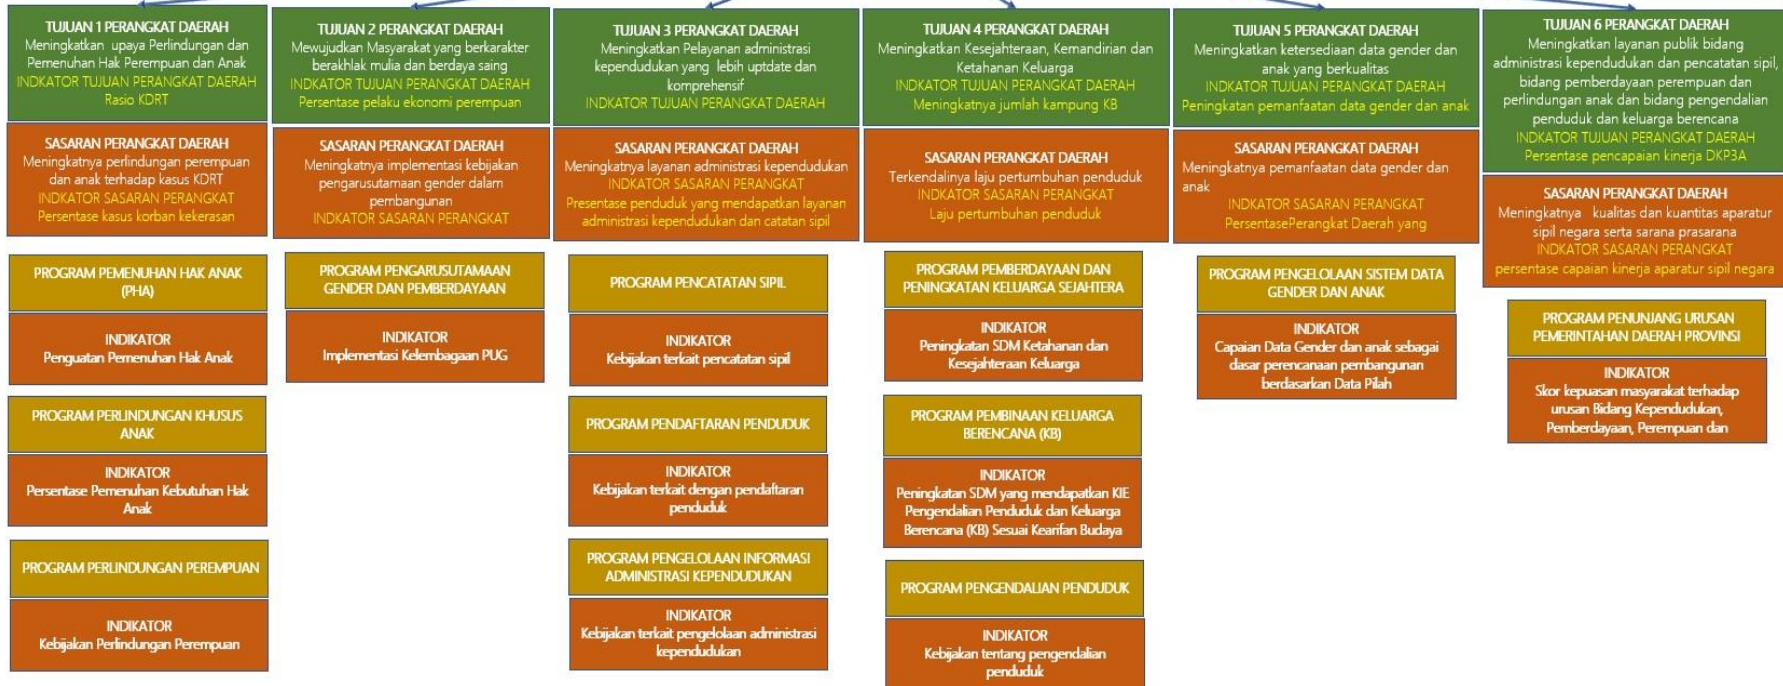 TUJUAN 1 PERANGKAT DAERAH
Meningkatkan upaya Perlindungan dan
Pemenuhan Hak Perempuan dan Anak
INDKATOR TUJUAN PERANGKAT DAERAH
Rasio KDRT
SASARAN PERANGKAT DAERAH
Meningkatnya perlindungan perempuan
dan anak terhadap kasus KDRT
INDKATOR SASARAN PERANGKAT
Persentase kasus korban kekerasan
PROGRAM PEMENUHAN HAK ANAK
(PHA)
INDIKATOR
Penguatan Pemenuhan Hak Anak
PROGRAM PERLINDUNGAN KHUSUS
ANAK
INDIKATOR
Persentase Pemenuhan Kebutuhan Hak
Anak
PROGRAM PERLINDUNGAN PEREMPUAN
INDIKATOR
Kebijakan Perlindungan Perempuan
TUJUAN 2 PERANGKAT DAERAH
Mewujudkan Masyarakat yang berkarakter
berakhlak mulia dan berdaya saing
INDKATOR TUJUAN PERANGKAT DAERAH
Persentase pelaku ekonomi perempuan
SASARAN PERANGKAT DAERAH
Meningkatnya implementasi kebijakan
pengarusutamaan gender dalam
pembangunan
INDKATOR SASARAN PERANGKAT
PROGRAM PENGARUSUTAMAAN
GENDER DAN PEMBERDAYAAN
INDIKATOR
Implementasi Kelembagaan PUG
TUJUAN 3 PERANGKAT DAERAH
Meningkatkan Pelayanan administrasi
kependudukan yang lebih uptdate dan
komprehensif
INDKATOR TUJUAN PERANGKAT DAERAH
SASARAN PERANGKAT DAERAH
Meningkatnya layanan administrasi kependudukan
INDKATOR SASARAN PERANGKAT
Presentase penduduk yang mendapatkan layanan
administrasi kependudukan dan catatan sipil
PROGRAM PENCATATAN SIPIL
INDIKATOR
Kebijakan terkait pencatatan sipil
PROGRAM PENDAFTARAN PENDUDUK
INDIKATOR
Kebijakan terkait dengan pendaftaran
penduduk
PROGRAM PENGELOLAAN INFORMASI
ADMINISTRASI KEPENDUDUKAN
INDIKATOR
Kebijakan terkait pengelolaan administrasi
kependudukan
TUJUAN 4 PERANGKAT DAERAH
Meningkatkan Kesejahteraan, Kemandirian dan
Ketahanan Keluarga
INDKATOR TUJUAN PERANGKAT DAERAH
Meningkatnya jumlah kampung KB
SASARAN PERANGKAT DAERAH
Terkendalinya laju pertumbuhan penduduk
INDKATOR SASARAN PERANGKAT
Laju pertumbuhan penduduk
PROGRAM PEMBERDAYAAN DAN
PENINGKATAN KELUARGA SEJAHTERA
INDIKATOR
Peningkatan SDM Ketahanan dan
Kesejahteraan Keluarga
PROGRAM PEMBINAAN KELUARGA
BERENCANA (KB)
INDIKATOR
Peningkatan SDM yang mendapatkan KIE
Pengendalian Penduduk dan Keluarga
Berencana (KB) Sesuai Kearifan Budaya
PROGRAM PENGENDALIAN PENDUDUK
INDIKATOR
Kebijakan tentang pengendalian
penduduk
TUJUAN 5 PERANGKAT DAERAH
Meningkatkan ketersediaan data gender dan
anak yang berkualitas
INDKATOR TUJUAN PERANGKAT DAERAH
Peningkatan pemanfaatan data gender dan anak
SASARAN PERANGKAT DAERAH
Meningkatnya pemanfaatan data gender dan
anak
INDKATOR SASARAN PERANGKAT
PersentasePerangkat Daerah yang
PROGRAM PENGELOLAAN SISTEM DATA
GENDER DAN ANAK
INDIKATOR
Capaian Data Gender dan anak sebagai
dasar perencanaan pembangunan
berdasarkan Data Pilah
TUJUAN 6 PERANGKAT DAERAH
Meningkatkan layanan publik bidang
administrasi kependudukan dan pencatatan sipil,
bidang pemberdayaan perempuan dan
perlindungan anak dan bidang pengendalian
penduduk dan keluarga berencana
INDKATOR TUJUAN PERANGKAT DAERAH
Persentase pencapaian kinerja DKP3A
SASARAN PERANGKAT DAERAH
Meningkatnya kualitas dan kuantitas aparatur
sipil negara serta sarana prasarana
INDKATOR SASARAN PERANGKAT
persentase capaian kinerja aparatur sipil negara
PROGRAM PENUNJANG URUSAN
PEMERINTAHAN DAERAH PROVINSI
INDIKATOR
Skor kepuasan masyarakat terhadap
urusan Bidang Kependudukan,
Pemberdayaan, Perempuan dan